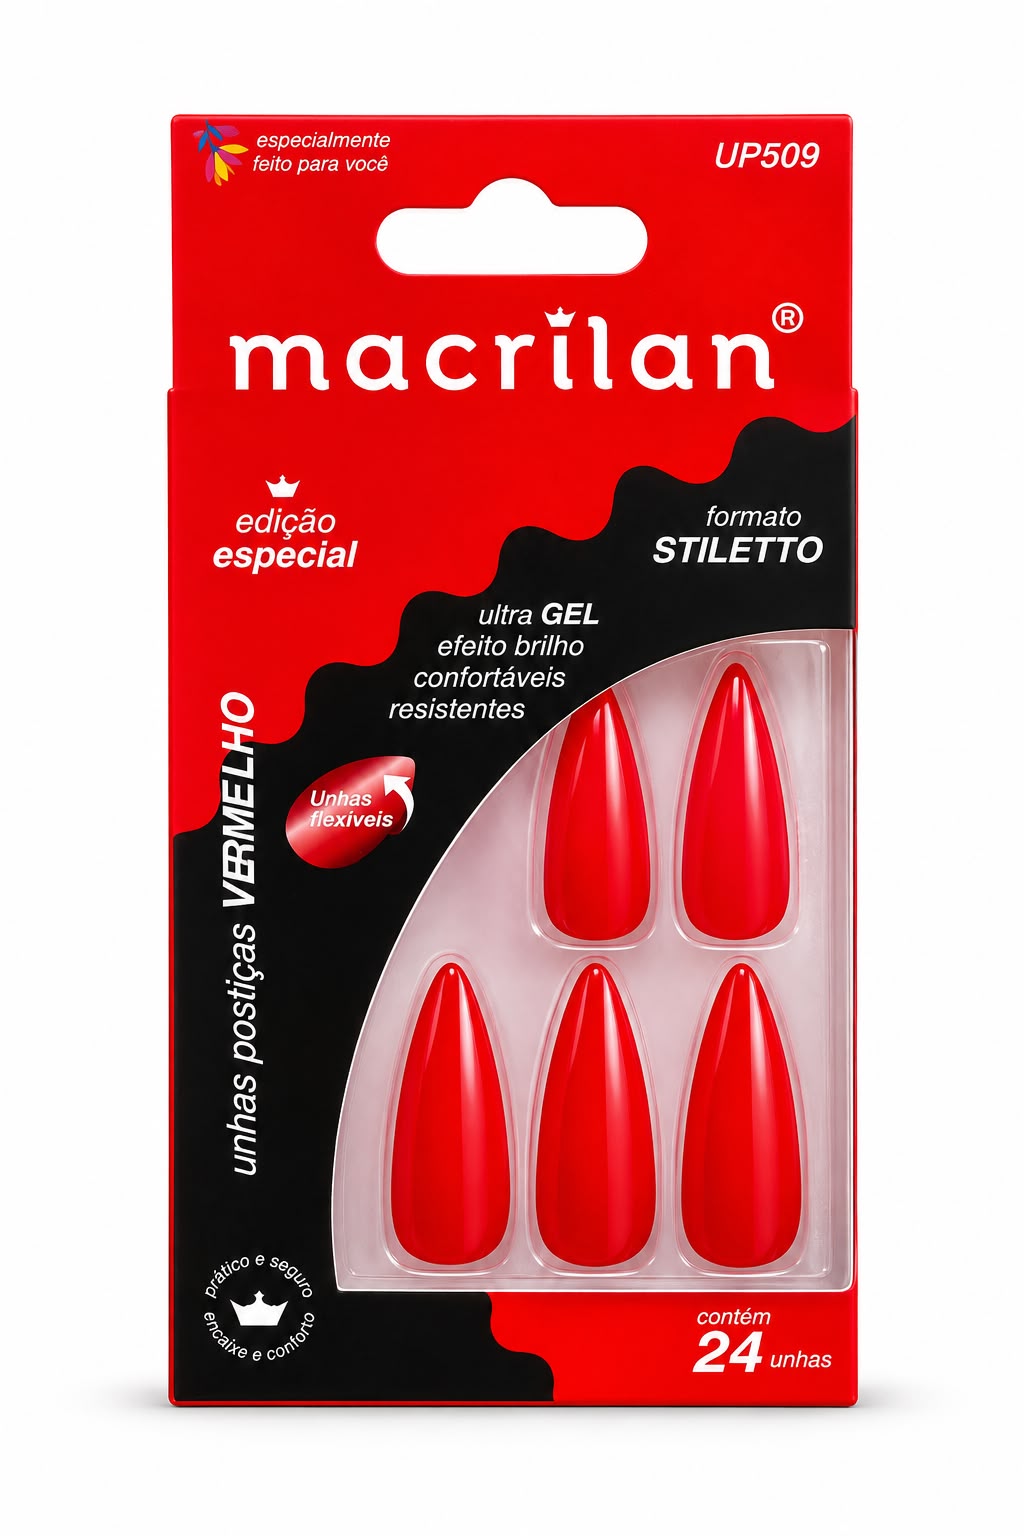 especialmente
feito para você
UP509
macrilan®
edição
especial
formato
STILETTO
ultra GEL
efeito brilho
confortáveis
resistentes
Unhas
flexíveis
unhas postiças VERMELHO
prático e seguro
encaixe e conforto
contém
24 unhas